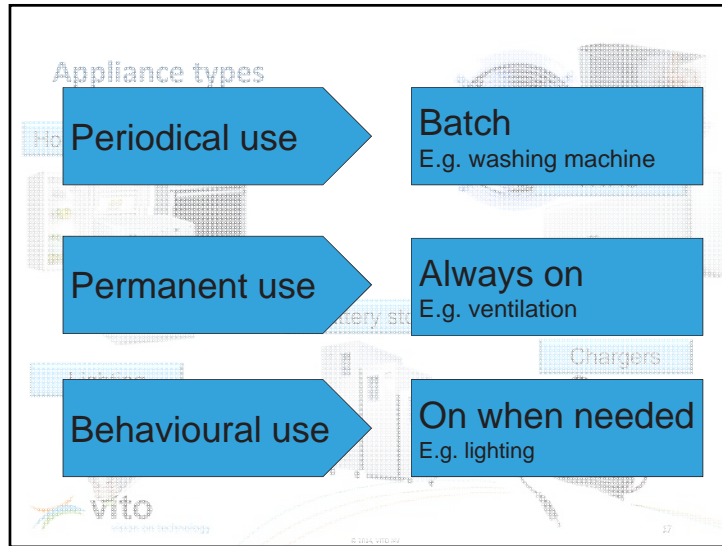 Appliance types
Periodical use
Batch
E.g. washing machine
Permanent use
Always on
E.g. ventilation
Chargers
Behavioural use
On when needed
E.g. lighting
vito